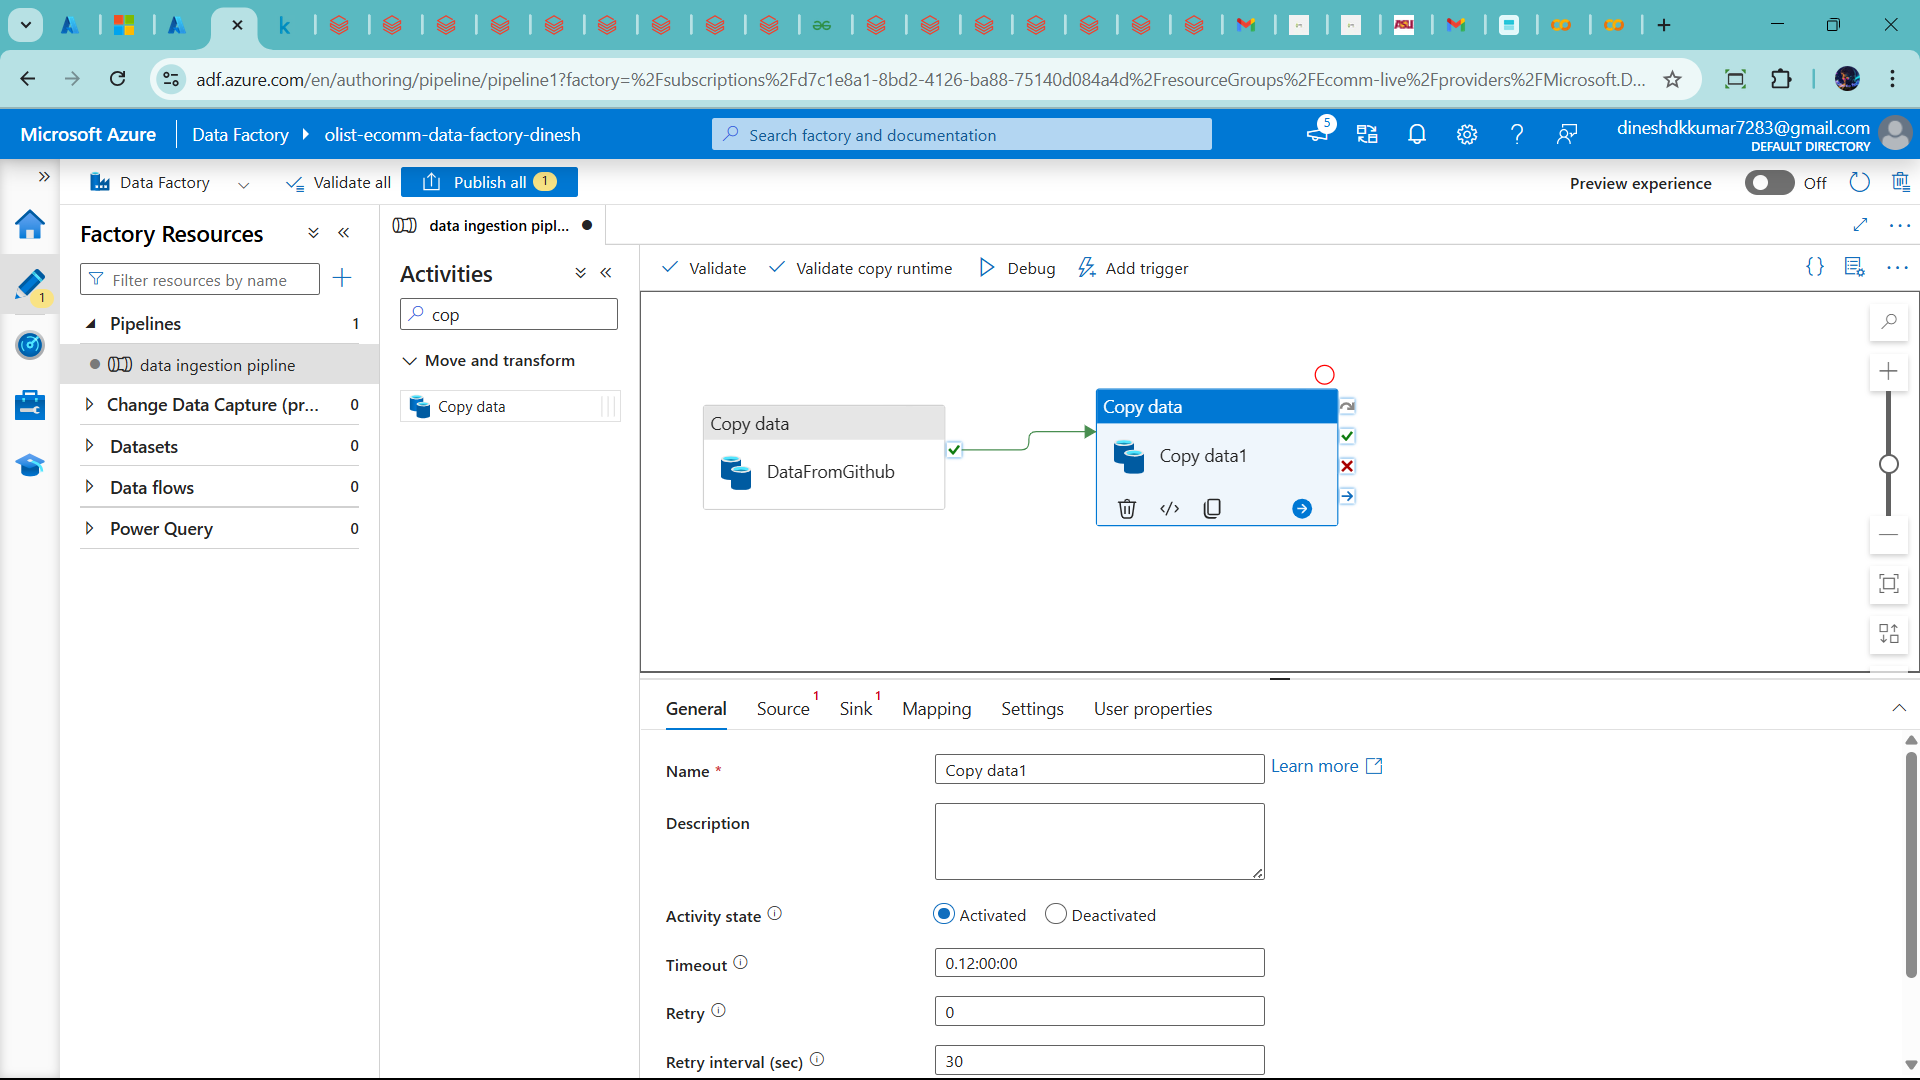 adf.azure.com/en/authoring/pipeline/pipeline1?factory=%2Fsubscriptions%2Fd7c1e8a1-8bd2-4126-ba88-75140d084a4d%2FresourceGroups%2FEcomm-live%2Fproviders%2FMicrosoft.D...
Microsoft Azure
Data Factory
olist-ecomm-data-factory-dinesh
Search factory and documentation
5
dineshdkkumar7283@gmail.com
DEFAULT DIRECTORY
Data Factory
Validate all
Publish all
1
Preview experience
Off
Factory Resources
Filter resources by name
1
Pipelines
1
data ingestion pipline
Change Data Capture (pr...
0
Datasets
0
Data flows
0
Power Query
0
data ingestion pipl...
Activities
cop
Move and transform
Copy data
Validate
Validate copy runtime
Debug
Add trigger
Copy data
DataFromGithub
Copy data
Copy data1
General
Source
1
Sink
1
Mapping
Settings
User properties
Name *
Copy data1
Learn more
Description
Activity state
Activated
Deactivated
Timeout
0.12:00:00
Retry
0
Retry interval (sec)
30